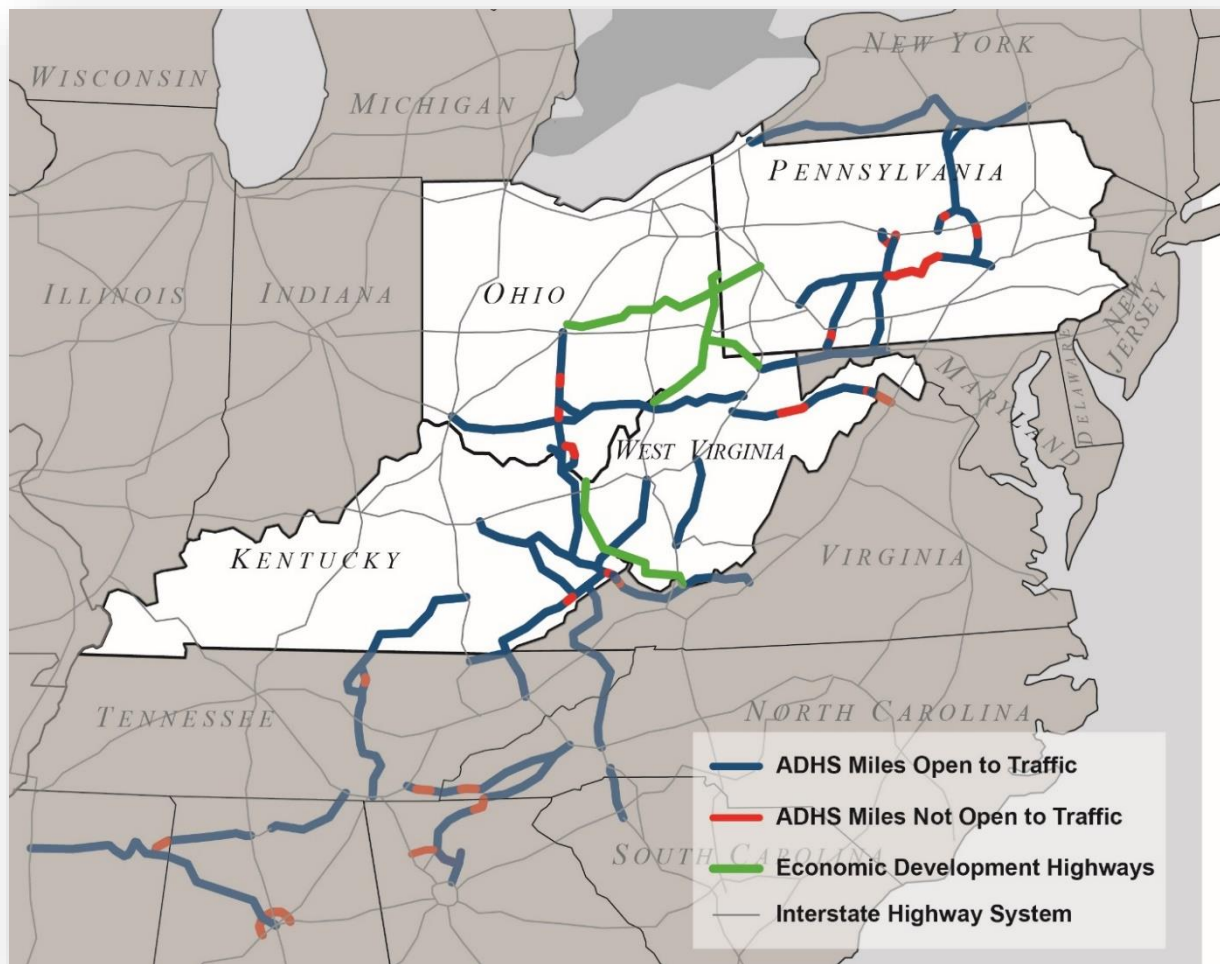 NEW YORK
WISCONSIN
MICHIGAN
PENNSYLVANIA
ILLINOIS
INDIANA
OHIO
NEW
JERSEY
MARYLAND
DELAWARE
WEST VIRGINIA
KENTUCKY
VIRGINIA
TENNESSEE
NORTH CAROLINA
SOUTH CAROLINA
ADHS Miles Open to Traffic
ADHS Miles Not Open to Traffic
Economic Development Highways
Interstate Highway System